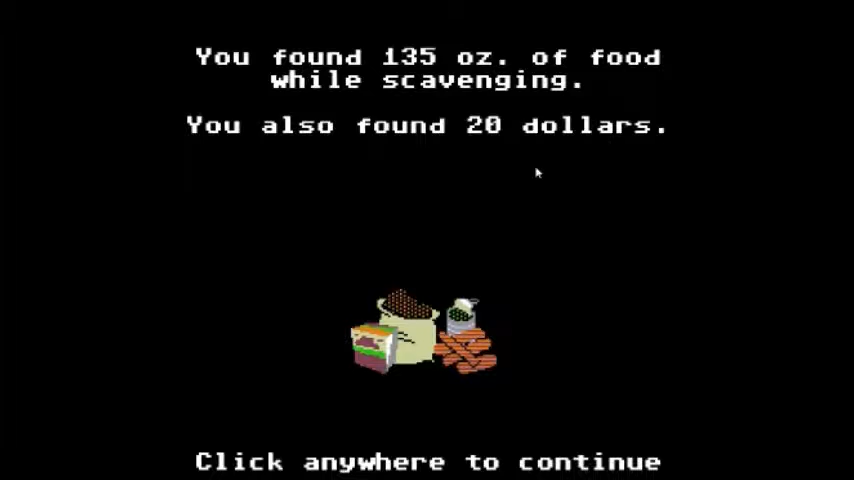 You found 135 oz. of food
while scavenging.
You also found 20 dollars.
Click anywhere to continue